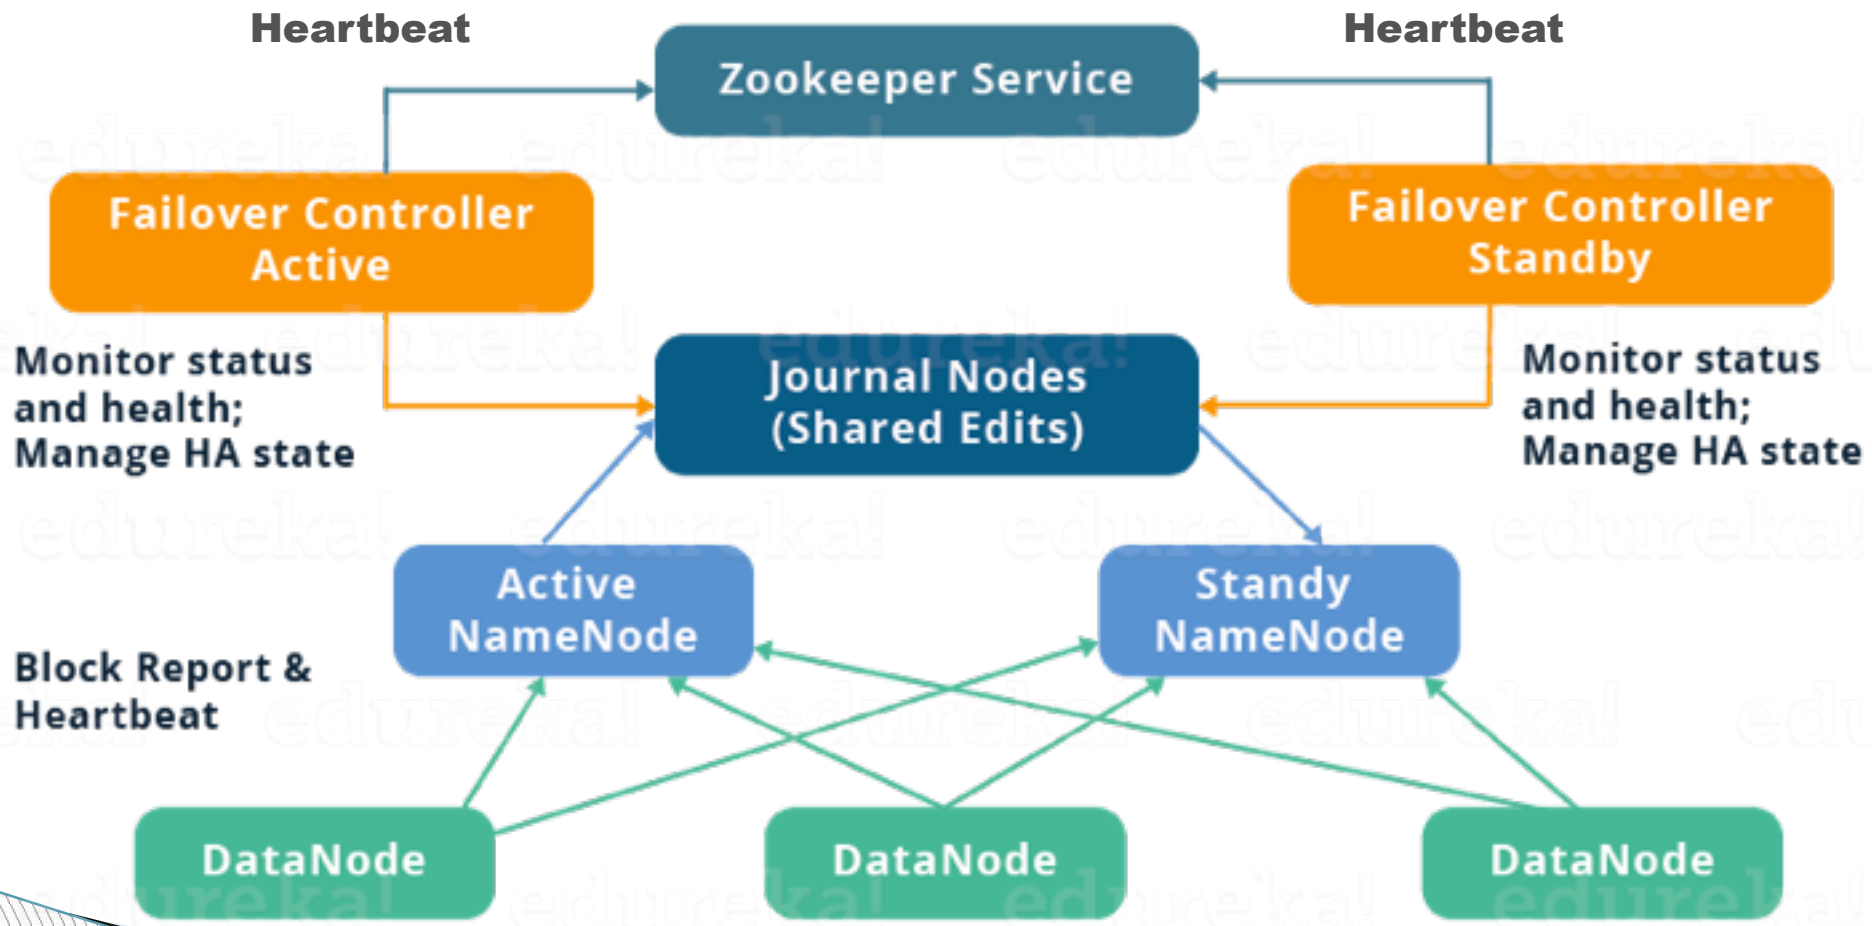 Heartbeat
Heartbeat
Zookeeper Service
Failover Controller
Active
Failover Controller
Standby
Monitor status
and health;
Manage HA state
Journal Nodes
(Shared Edits)
Monitor status
and health;
Manage HA state
Active
NameNode
Standy
NameNode
Block Report &
Heartbeat
DataNode
DataNode
DataNode
edureka!